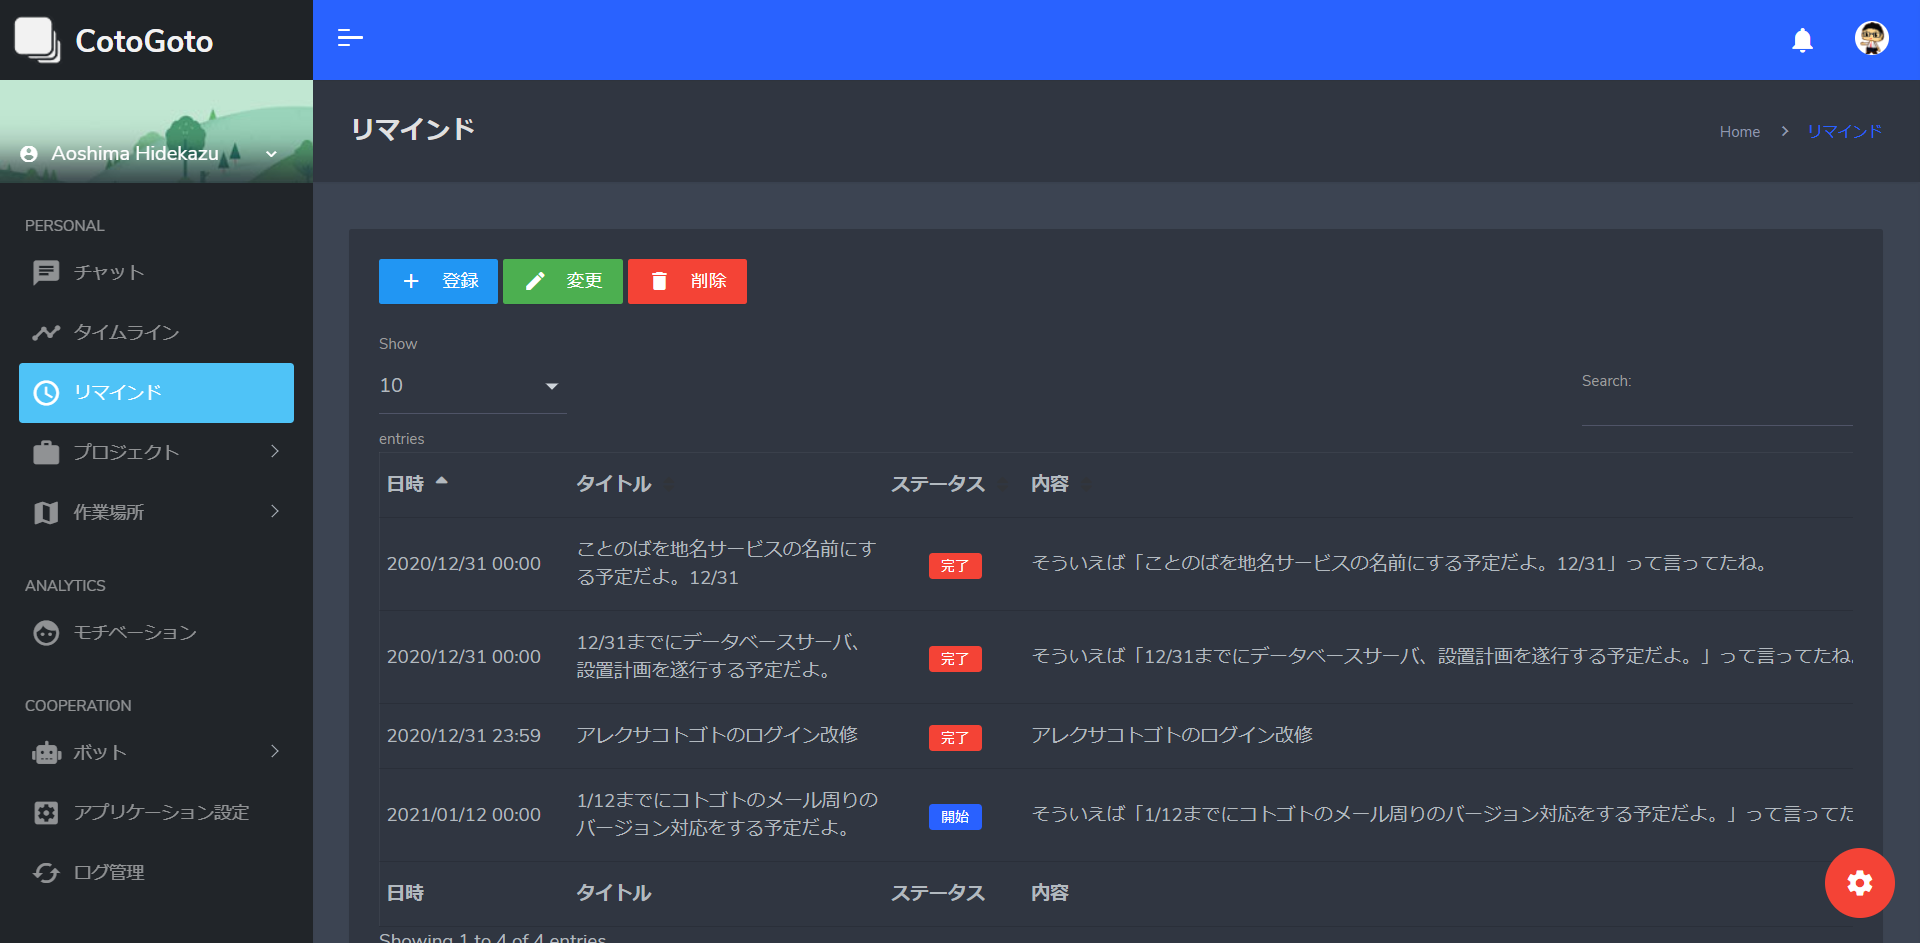 CotoGoto
Aoshima Hidekazu
PERSONAL
チャット
タイムライン
リマインド
プロジェクト
作業場所
ANALYTICS
モチベーション
COOPERATION
ボット
アプリケーション設定
ログ管理
リマインド
Home
リマインド
登録
変更
削除
Show
10
entries
Search:
日時 タイトル ステータス 内容
2020/12/31 00:00
ことのばを地名サービスの名前にす
る予定だよ。12/31
完了
そういえば「ことのばを地名サービスの名前にする予定だよ。12/31」って言ってたね。
2020/12/31 00:00
12/31までにデータベースサーバ、
設置計画を遂行する予定だよ。
完了
そういえば「12/31までにデータベースサーバ、設置計画を遂行する予定だよ。」って言ってたね。
2020/12/31 23:59
アレクサコトゴトのログイン改修
完了
アレクサコトゴトのログイン改修
2021/01/12 00:00
1/12までにコトゴトのメール周りの
バージョン対応をする予定だよ。
開始
そういえば「1/12までにコトゴトのメール周りのバージョン対応をする予定だよ。」って言ってた
日時 タイトル ステータス 内容
Showing 1 to 4 of 4 entries